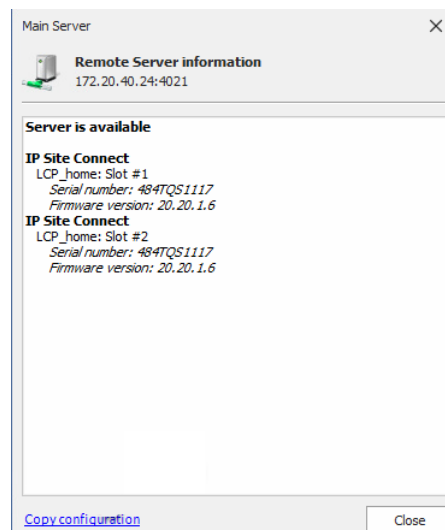 Main Server
Remote Server information
172.20.40.24:4021
Server is available
IP Site Connect
LCP_home: Slot #1
Serial number: 484TQS1117
Firmware version: 20.20.1.6
IP Site Connect
LCP_home: Slot #2
Serial number: 484TQS1117
Firmware version: 20.20.1.6
Copy configuration
Close